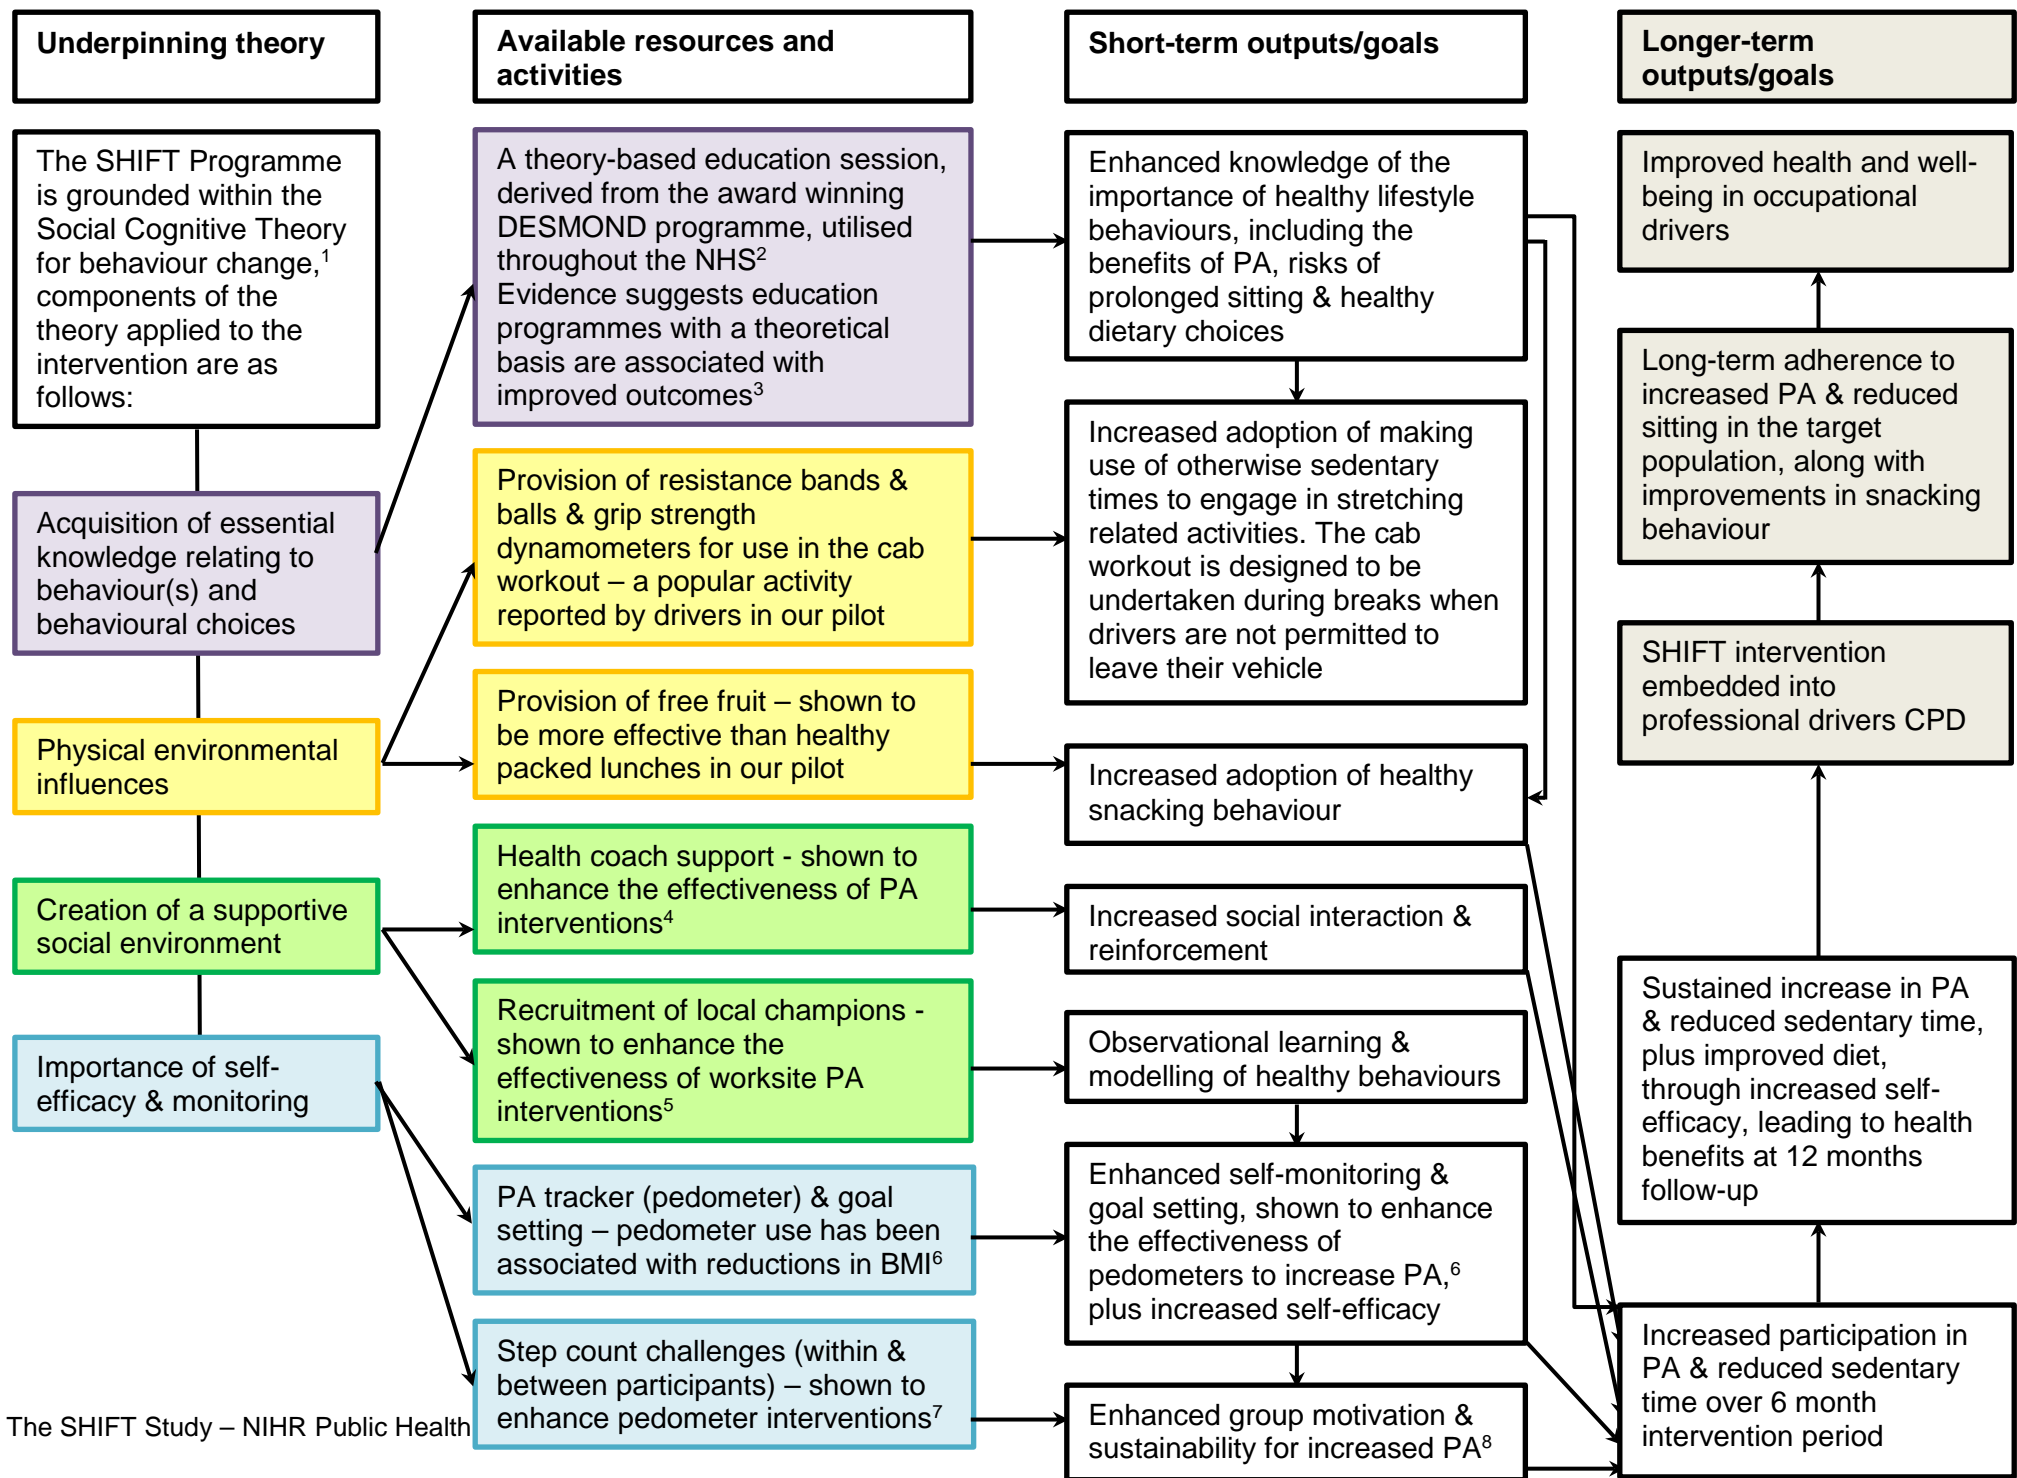 Underpinning theory
Available resources and
activities
Short-term outputs/goals
Longer-term
outputs/goals
The SHIFT Programme
is grounded within the
Social Cognitive Theory
for behaviour change,1
components of the
theory applied to the
intervention are as
follows:
Acquisition of essential
knowledge relating to
behaviour(s) and
behavioural choices
Physical environmental
influences
Creation of a supportive
social environment
Importance of self-
efficacy & monitoring
A theory-based education session,
derived from the award winning
DESMOND programme, utilised
throughout the NHS2
Evidence suggests education
programmes with a theoretical
basis are associated with
improved outcomes3
Provision of resistance bands &
balls & grip strength
dynamometers for use in the cab
workout – a popular activity
reported by drivers in our pilot
Provision of free fruit – shown to
be more effective than healthy
packed lunches in our pilot
Health coach support - shown to
enhance the effectiveness of PA
interventions4
Recruitment of local champions -
shown to enhance the
effectiveness of worksite PA
interventions5
PA tracker (pedometer) & goal
setting – pedometer use has been
associated with reductions in BMI6
Step count challenges (within &
between participants) – shown to
enhance pedometer interventions7
Enhanced knowledge of the
importance of healthy lifestyle
behaviours, including the
benefits of PA, risks of
prolonged sitting & healthy
dietary choices
Increased adoption of making
use of otherwise sedentary
times to engage in stretching
related activities. The cab
workout is designed to be
undertaken during breaks when
drivers are not permitted to
leave their vehicle
Increased adoption of healthy
snacking behaviour
Increased social interaction &
reinforcement
Observational learning &
modelling of healthy behaviours
Enhanced self-monitoring &
goal setting, shown to enhance
the effectiveness of
pedometers to increase PA,6
plus increased self-efficacy
Enhanced group motivation &
sustainability for increased PA8
Improved health and well-
being in occupational
drivers
Long-term adherence to
increased PA & reduced
sitting in the target
population, along with
improvements in snacking
behaviour
SHIFT intervention
embedded into
professional drivers CPD
Sustained increase in PA
& reduced sedentary time,
plus improved diet,
through increased self-
efficacy, leading to health
benefits at 12 months
follow-up
Increased participation in
PA & reduced sedentary
time over 6 month
intervention period
The SHIFT Study – NIHR Public Health